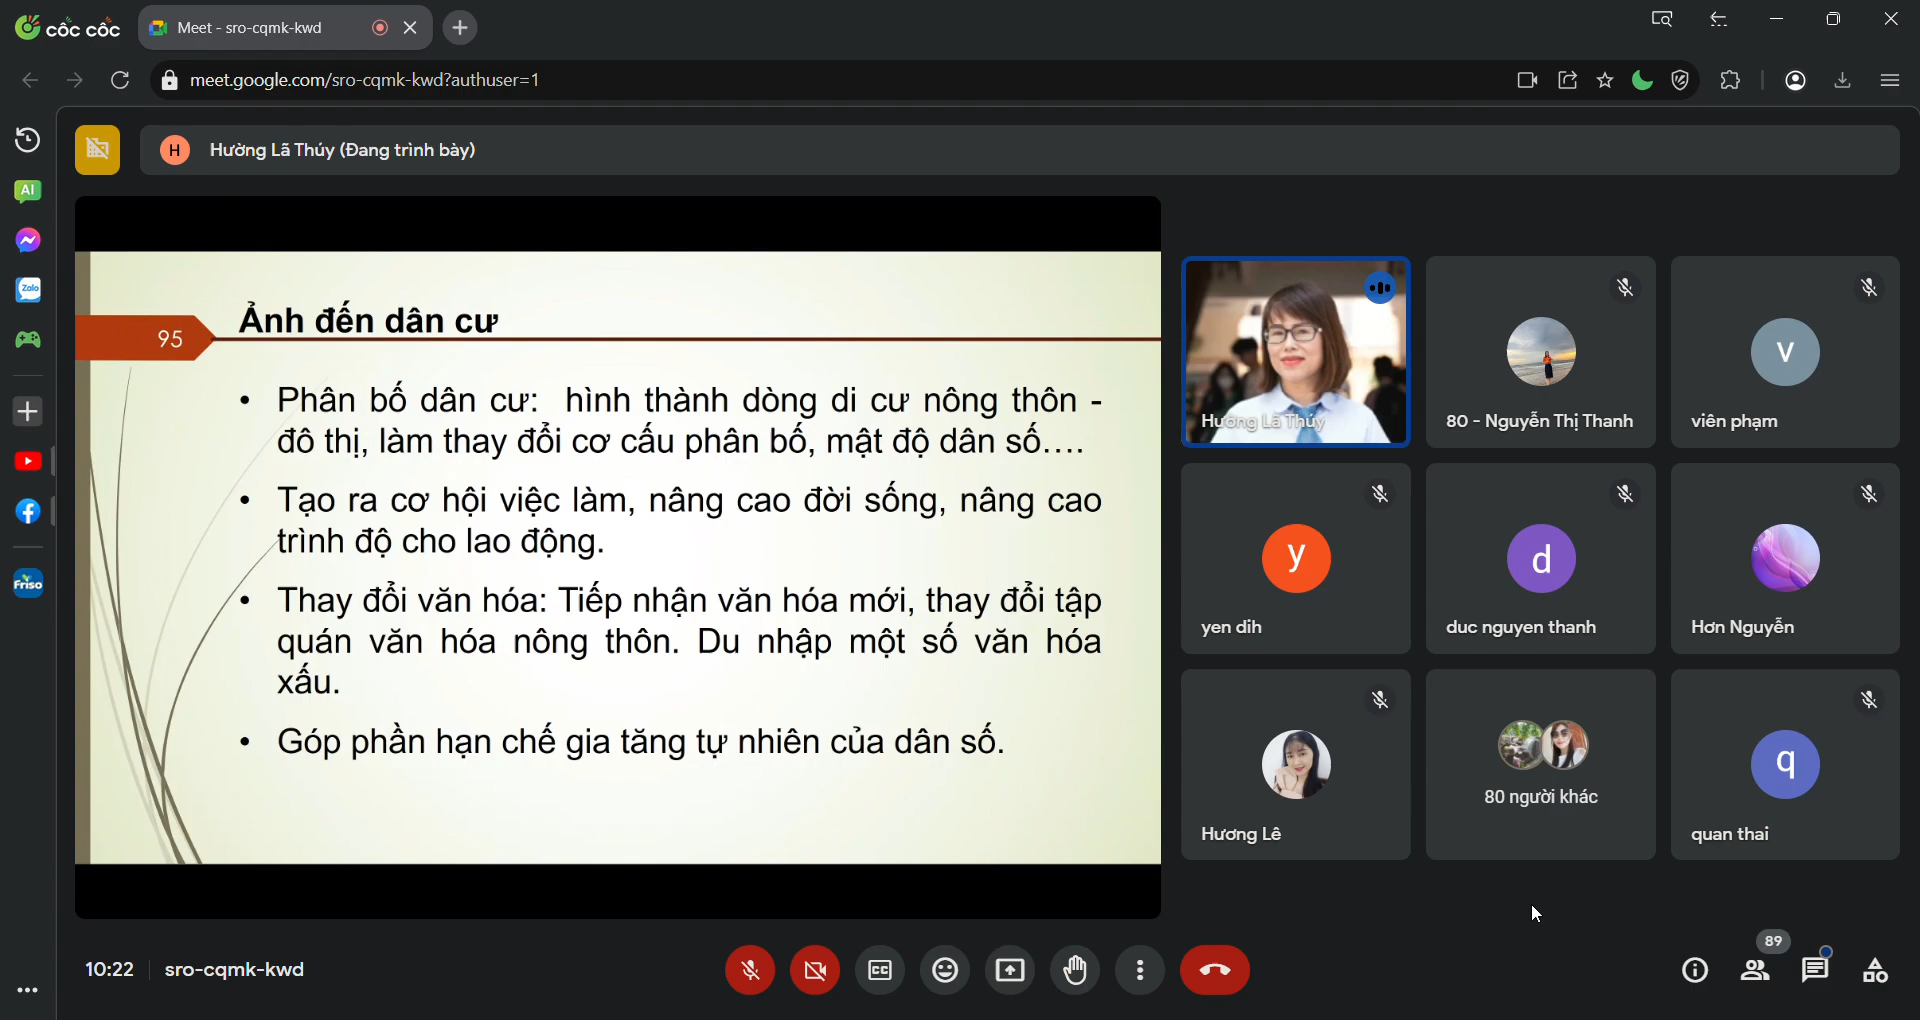 cốc cốc
Meet - sro-cqmk-kwd
meet.google.com/sro-cqmk-kwd?authuser=1
H
Hường Lã Thúy (Đang trình bày)
AI
Zalo
Friso
95
Ảnh đến dân cư
• Phân bố dân cư: hình thành dòng di cư nông thôn -
đô thị, làm thay đổi cơ cấu phân bố, mật độ dân số….
• Tạo ra cơ hội việc làm, nâng cao đời sống, nâng cao
trình độ cho lao động.
• Thay đổi văn hóa: Tiếp nhận văn hóa mới, thay đổi tập
quán văn hóa nông thôn. Du nhập một số văn hóa
xấu.
• Góp phần hạn chế gia tăng tự nhiên của dân số.
Hường Lã Thúy
80 - Nguyễn Thị Thanh
v
viên phạm
y
yen dih
d
duc nguyen thanh
Hơn Nguyễn
Hương Lê
80 người khác
q
quan thai
10:22
sro-cqmk-kwd
CC
89